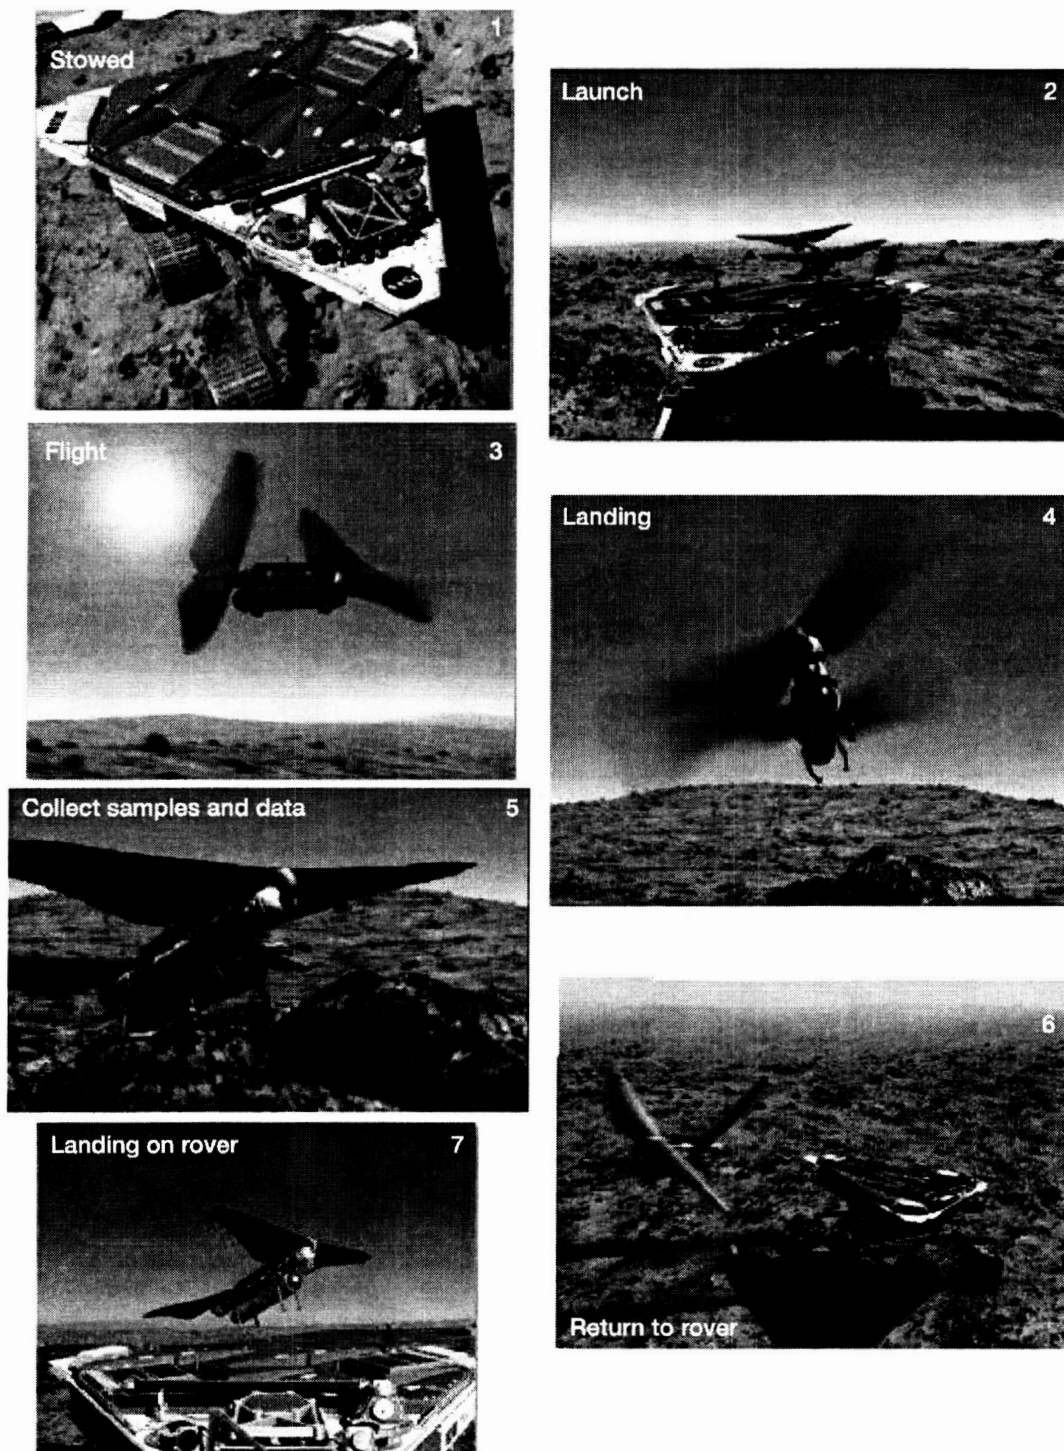 Stowed 1
Launch 2
Flight 3
Landing 4
Collect samples and data 5
6
Return to rover
Landing on rover 7